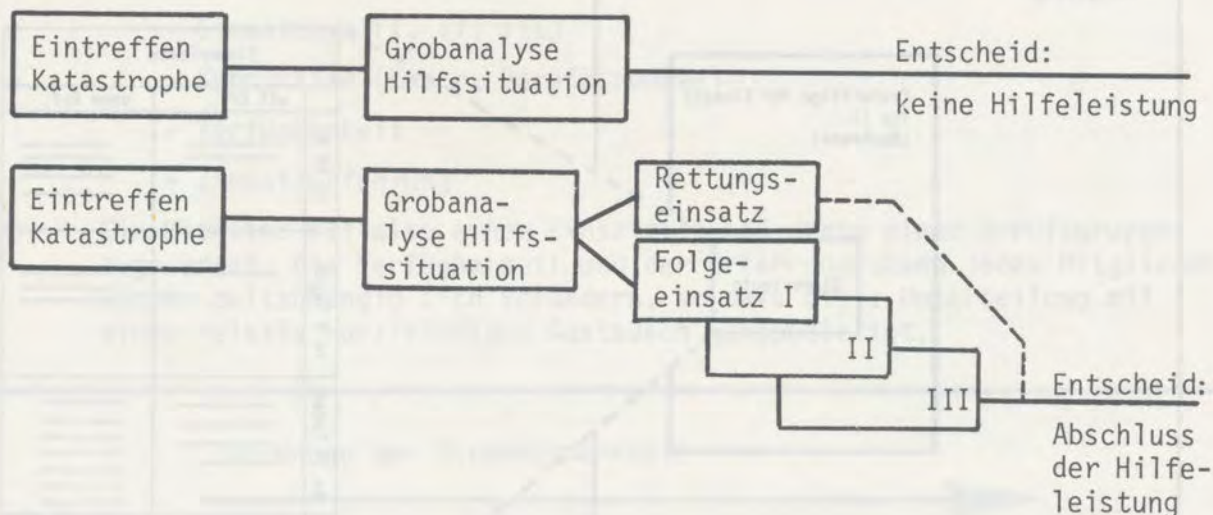 Eintreffen
Katastrophe
Grobanalyse
Hilfssituation
Entscheid:
keine Hilfeleistung
Eintreffen
Katastrophe
Grobana-
lyse Hilfs-
situation
Rettungs-
einsatz
Folge-
einsatz I
II
III
Entscheid:
Abschluss
der Hilfe-
leistung